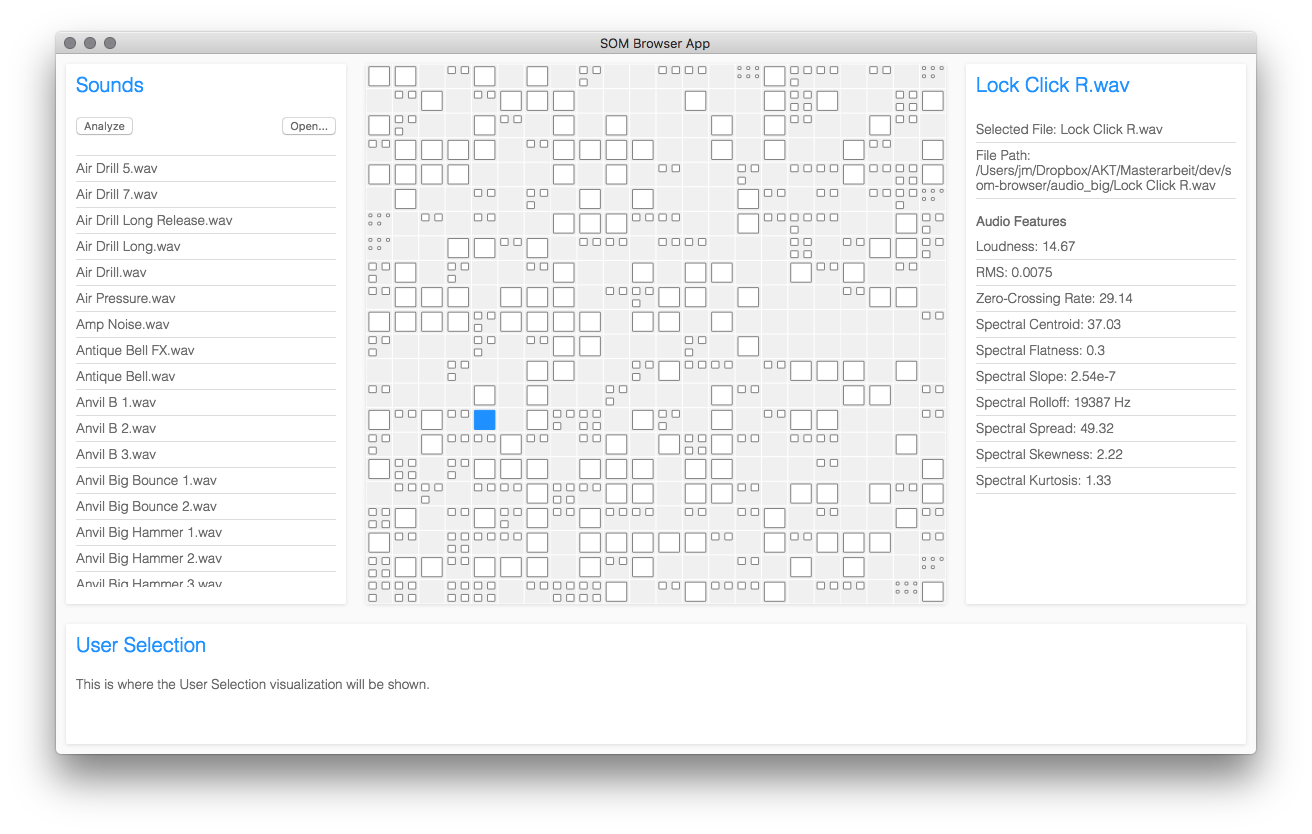 SOM Browser App
Sounds
Analyze
Open...
Air Drill 5.wav
Air Drill 7.wav
Air Drill Long Release.wav
Air Drill Long.wav
Air Drill.wav
Air Pressure.wav
Amp Noise.wav
Antique Bell FX.wav
Antique Bell.wav
Anvil B 1.wav
Anvil B 2.wav
Anvil B 3.wav
Anvil Big Bounce 1.wav
Anvil Big Bounce 2.wav
Anvil Big Hammer 1.wav
Anvil Big Hammer 2.wav
Anvil Big Hammer 3.wav
Lock Click R.wav
Selected File: Lock Click R.wav
File Path:
/Users/jm/Dropbox/AKT/Masterarbeit/dev/s
om-browser/audio_big/Lock Click R.wav
Audio Features
Loudness: 14.67
RMS: 0.0075
Zero-Crossing Rate: 29.14
Spectral Centroid: 37.03
Spectral Flatness: 0.3
Spectral Slope: 2.54e-7
Spectral Rolloff: 19387 Hz
Spectral Spread: 49.32
Spectral Skewness: 2.22
Spectral Kurtosis: 1.33
User Selection
This is where the User Selection visualization will be shown.